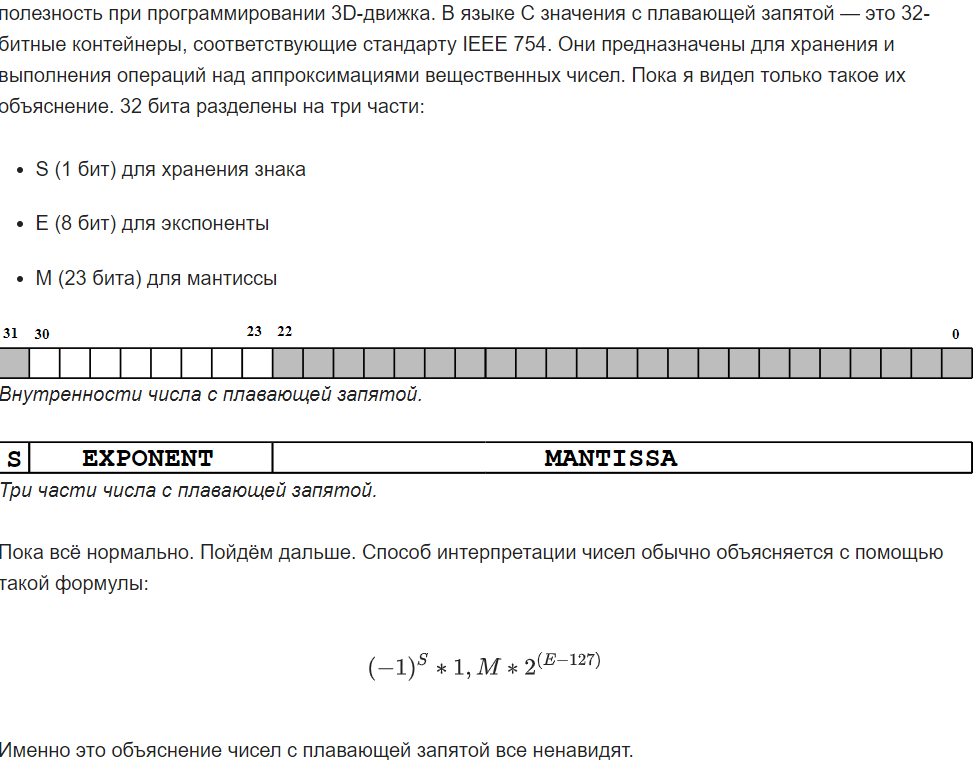 полезность при программировании 3D-движка. В языке C значения с плавающей запятой — это 32-
битные контейнеры, соответствующие стандарту IEEE 754. Они предназначены для хранения и
выполнения операций над аппроксимациями вещественных чисел. Пока я видел только такое их
объяснение. 32 бита разделены на три части:
• S (1 бит) для хранения знака
• E (8 бит) для экспоненты
• M (23 бита) для мантиссы
31 30 23 22 0
Внутренности числа с плавающей запятой.
S EXPONENT MANTISSA
Три части числа с плавающей запятой.
Пока всё нормально. Пойдём дальше. Способ интерпретации чисел обычно объясняется с помощью
такой формулы:
(−1)^S ∗ 1, M ∗ 2^(E−127)
Именно это объяснение чисел с плавающей запятой все ненавидят.